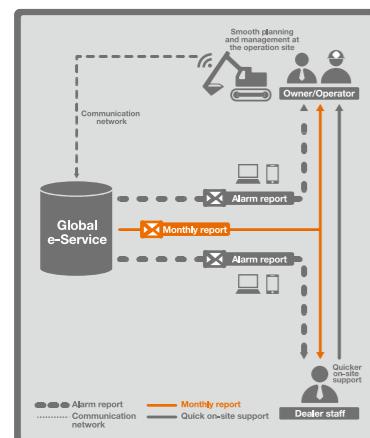 Smooth planning
and management at
the operation site
Owner/Operator
Communication
network
Alarm report
Global
e-Service
Monthly report
Alarm report
Quicker
on-site
support
Dealer staff
Alarm report
Monthly report
Communication
network
Quick on-site support